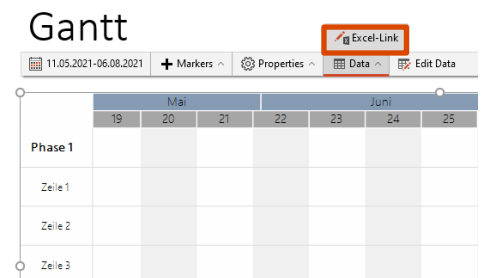 Gantt
Excel-Link
11.05.2021-06.08.2021 Markers Properties Data Edit Data
Mai Juni
19 20 21 22 23 24 25
Phase 1
Zeile 1
Zeile 2
Zeile 3